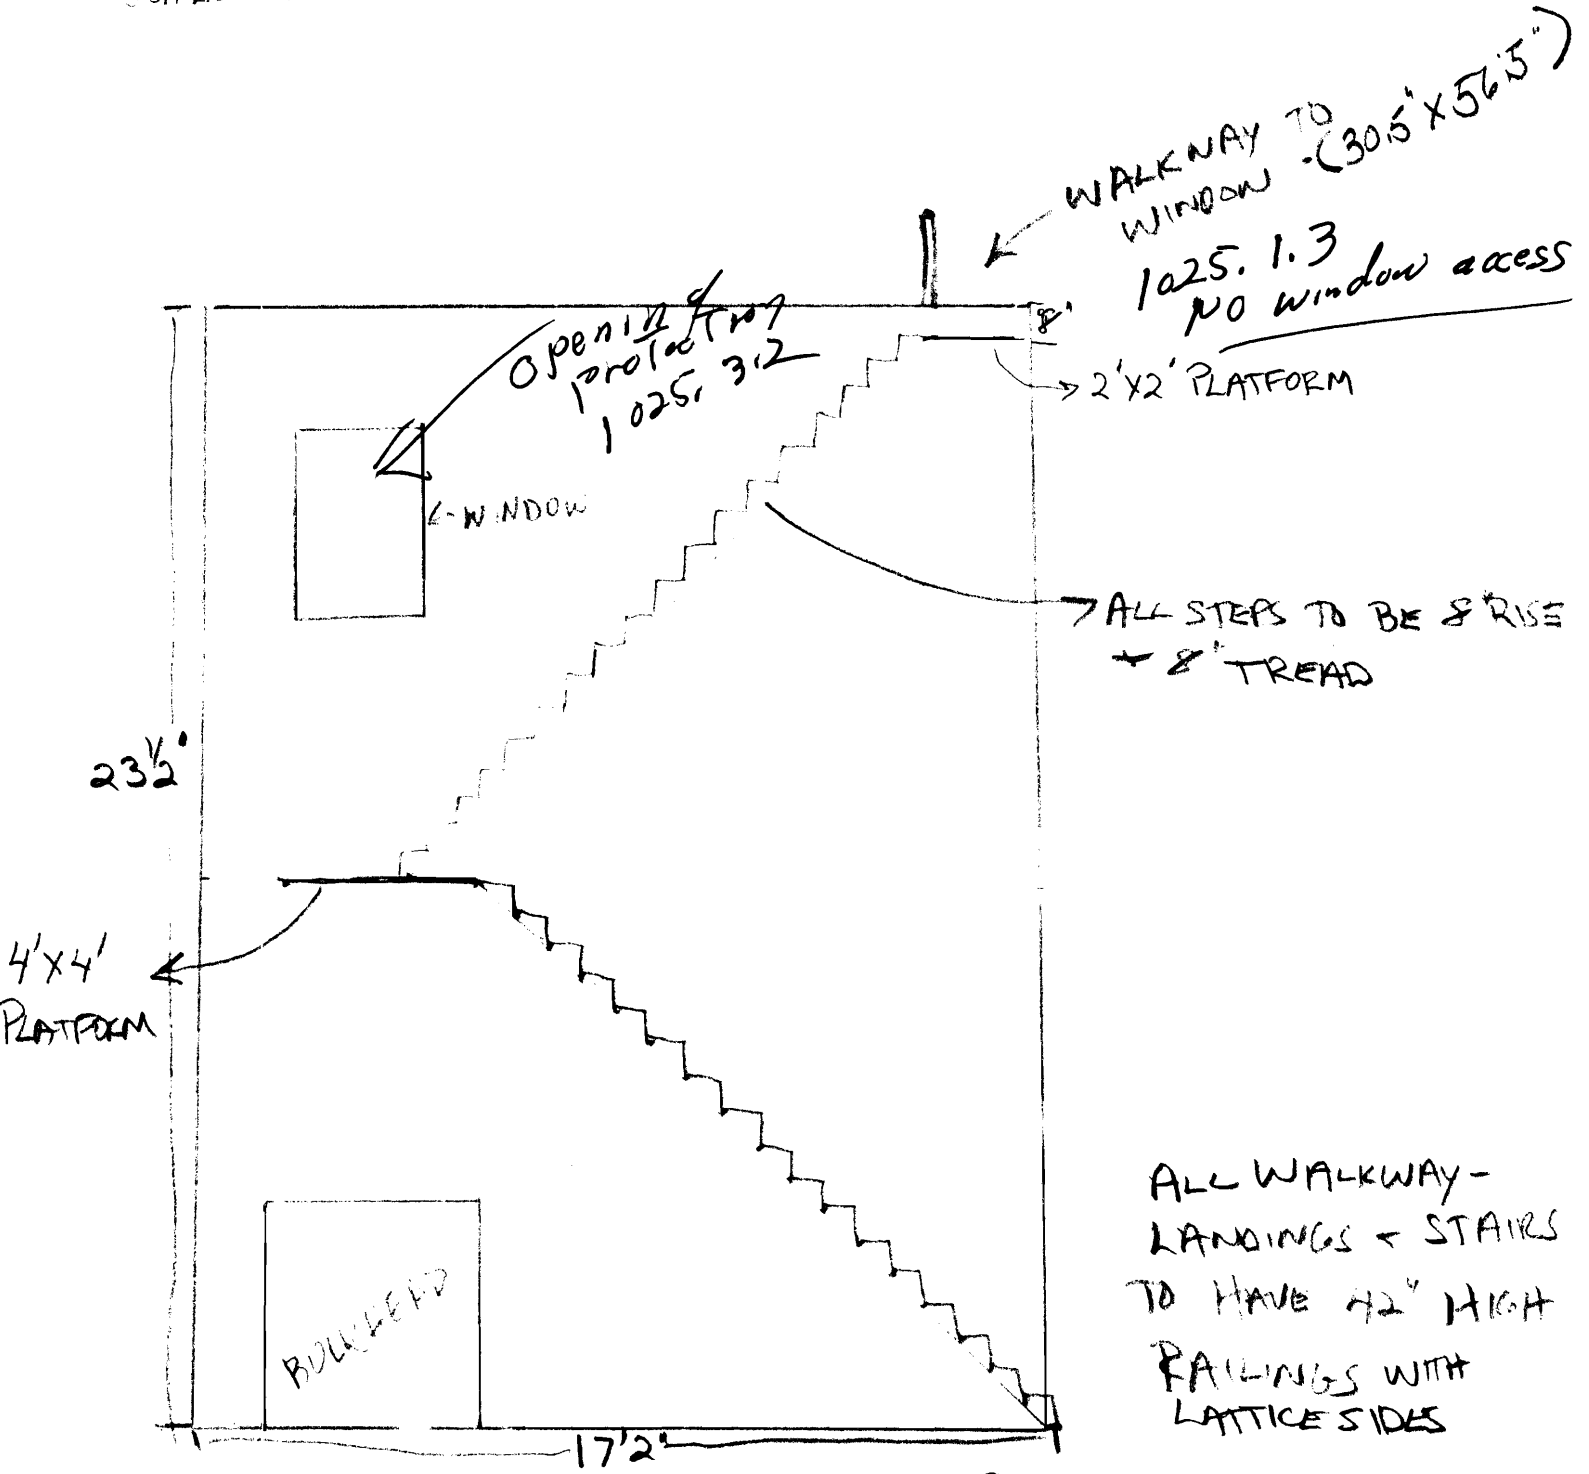 WALKWAY TO
WINDOW (30.5" X 56.5")
1025.1.3
NO window access
8"
opening
protection
1025.3.2
2'X2' PLATFORM
WINDOW
ALL STEPS TO BE 8" RISE
+ 8" TREAD
23½'
4'X4'
PLATFORM
ALL WALKWAY-
LANDINGS + STAIRS
TO HAVE 42" HIGH
RAILINGS WITH
LATTICE SIDES
BULKHEAD
17'2"